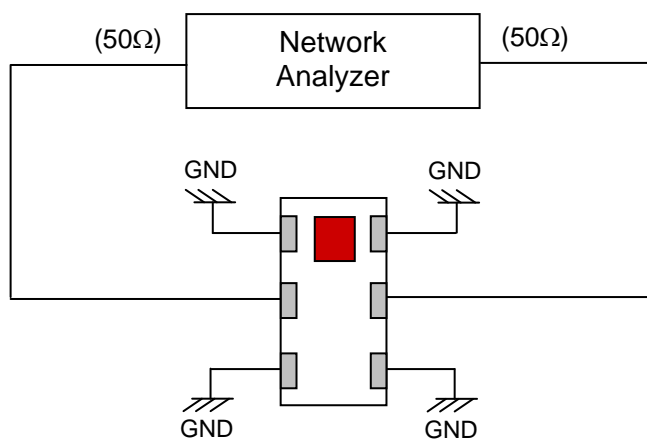 (50Ω)
Network
Analyzer
(50Ω)
GND
GND
GND
GND